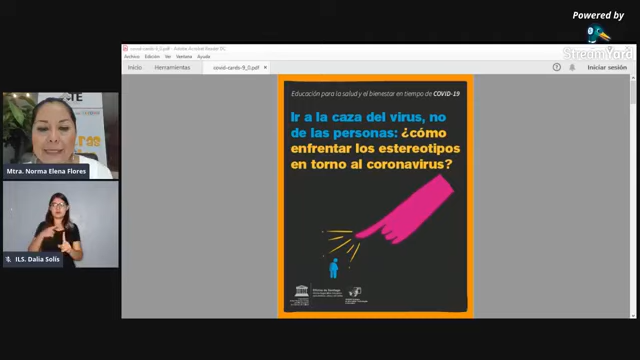 Powered by
StreamYard
covid-cards-9_0.pdf - Adobe Acrobat Reader DC
Archivo Edición Ver Ventana Ayuda
Inicio Herramientas covid-cards-9_0.pdf × Iniciar sesión
Educación para la salud y el bienestar en tiempo de COVID-19
Ir a la caza del virus, no
de las personas: ¿cómo
enfrentar los estereotipos
en torno al coronavirus?
Mtra. Norma Elena Flores
ILS. Dalia Solís